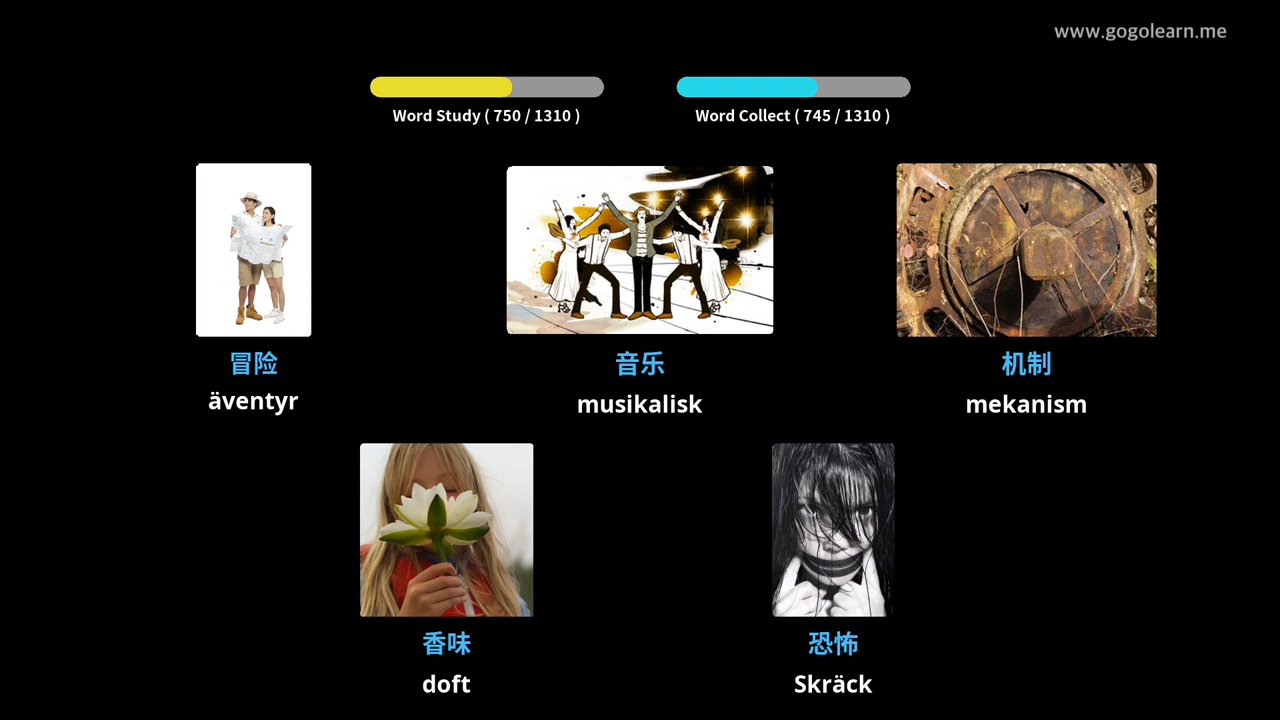 www.gogolearn.me
Word Study ( 750 / 1310 )
Word Collect ( 745 / 1310 )
冒险
äventyr
音乐
musikalisk
机制
mekanism
香味
doft
恐怖
Skräck